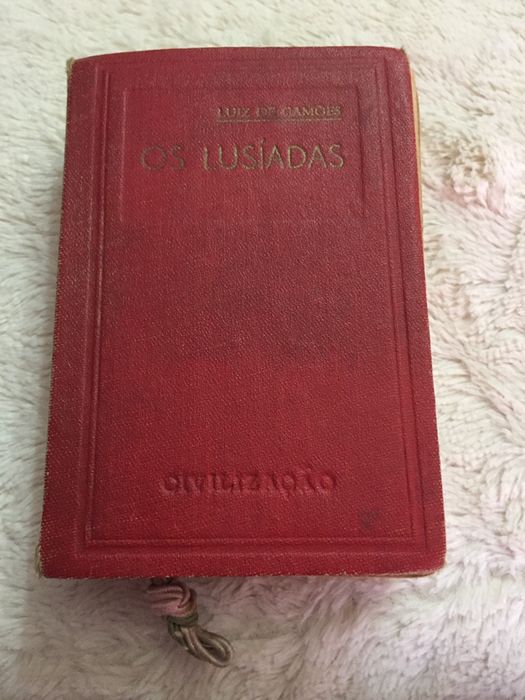 LUIZ DE CAMÕES
OS LUSÍADAS
CIVILIZAÇÃO